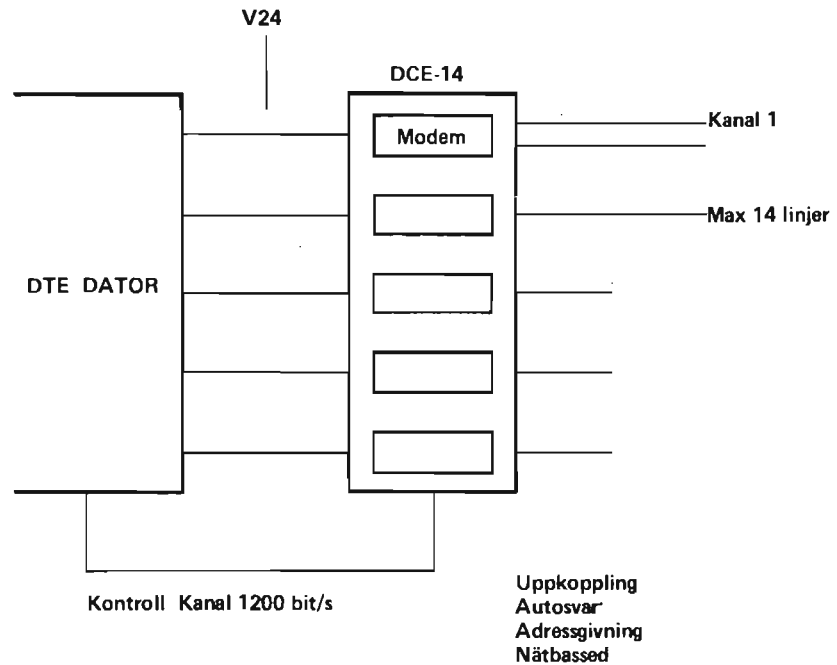 V24
DCE-14
Modem
Kanal 1
Max 14 linjer
DTE DATOR
Kontroll Kanal 1200 bit/s
Uppkoppling
Autosvar
Adressgivning
Nätbassed